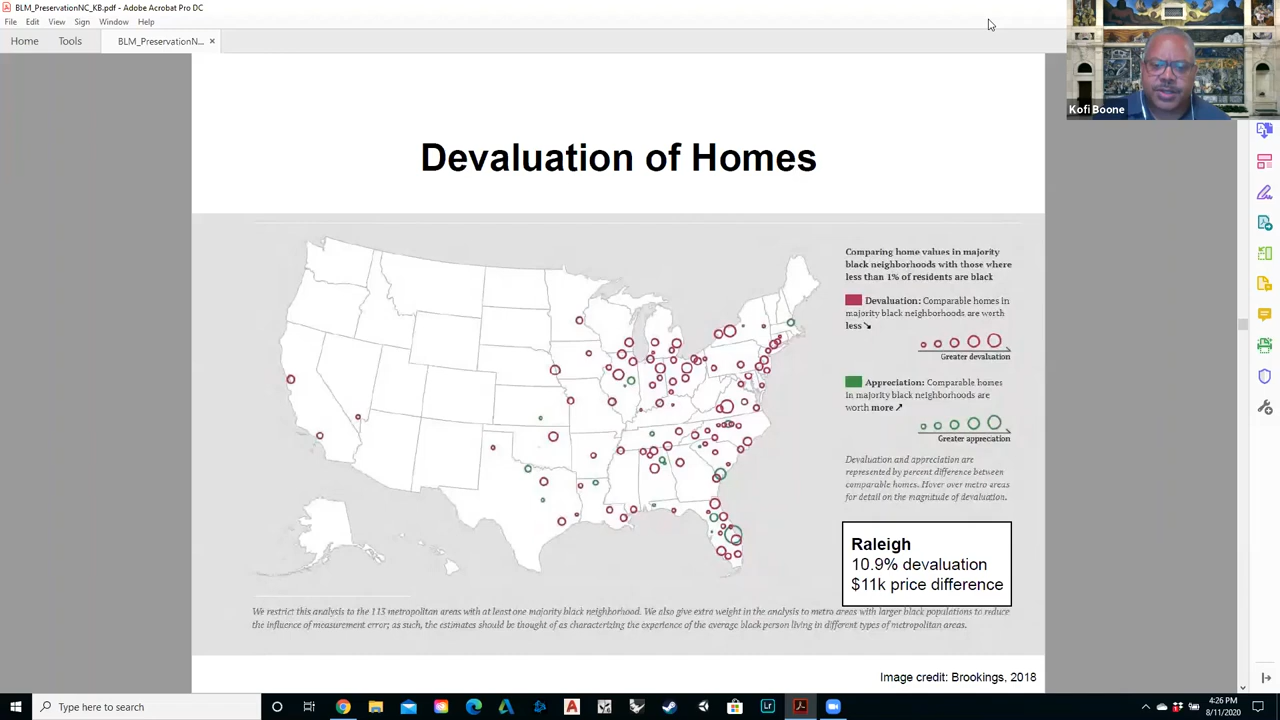 BLM_PreservationNC_KB.pdf - Adobe Acrobat Pro DC
File Edit View Sign Window Help
Home Tools BLM_PreservationN... ×
Kofi Boone
Devaluation of Homes
Comparing home values in majority
black neighborhoods with those where
less than 1% of residents are black
Devaluation: Comparable homes in
majority black neighborhoods are worth
less↘
Greater devaluation
Appreciation: Comparable homes
in majority black neighborhoods are
worth more↗
Greater appreciation
Devaluation and appreciation are
represented by percent difference between
comparable homes. Hover over metro areas
for detail on the magnitude of devaluation.
Raleigh
10.9% devaluation
$11k price difference
We restrict this analysis to the 113 metropolitan areas with at least one majority black neighborhood. We also give extra weight in the analysis to metro areas with larger black populations to reduce
the influence of measurement error; as such, the estimates should be thought of as characterizing the experience of the average black person living in different types of metropolitan areas.
Image credit: Brookings, 2018
Type here to search
4:26 PM
8/11/2020